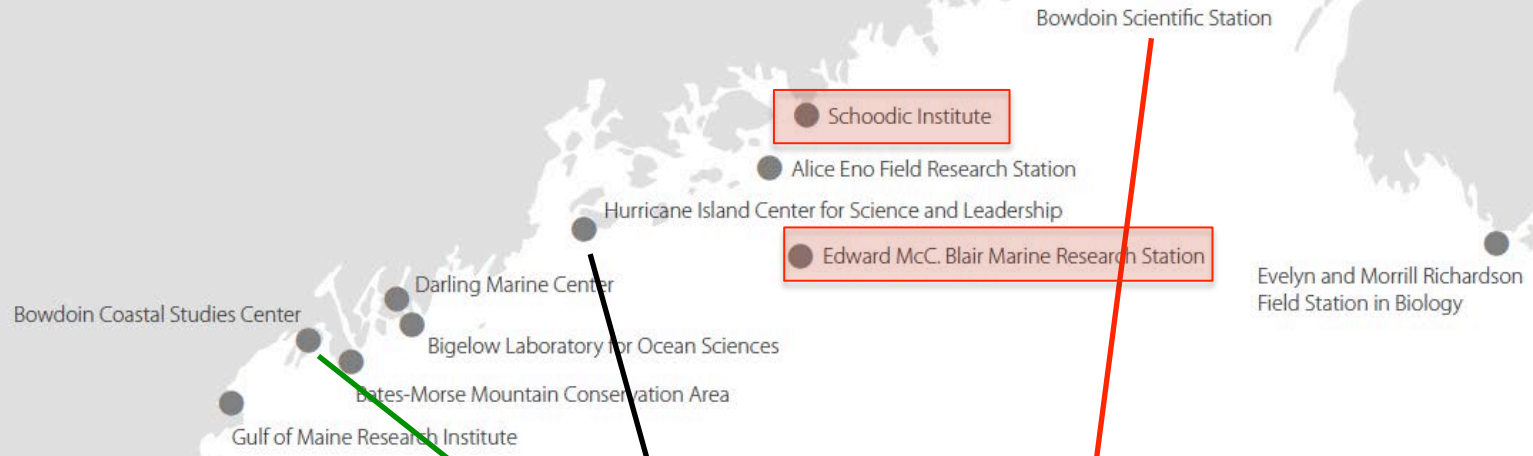 Bowdoin Scientific Station
Schoodic Institute
Alice Eno Field Research Station
Hurricane Island Center for Science and Leadership
Edward McC. Blair Marine Research Station
Evelyn and Morrill Richardson
Field Station in Biology
Darling Marine Center
Bowdoin Coastal Studies Center
Bigelow Laboratory for Ocean Sciences
Bates-Morse Mountain Conservation Area
Gulf of Maine Research Institute